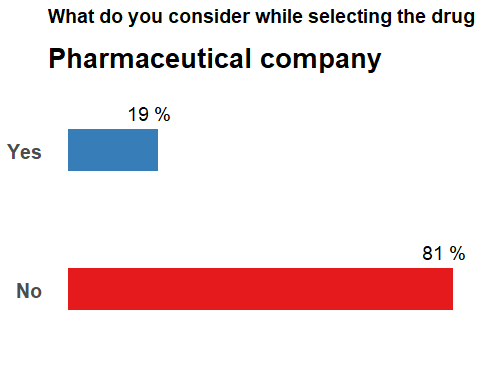 What do you consider while selecting the drug
Pharmaceutical company
19 %
Yes
81 %
No